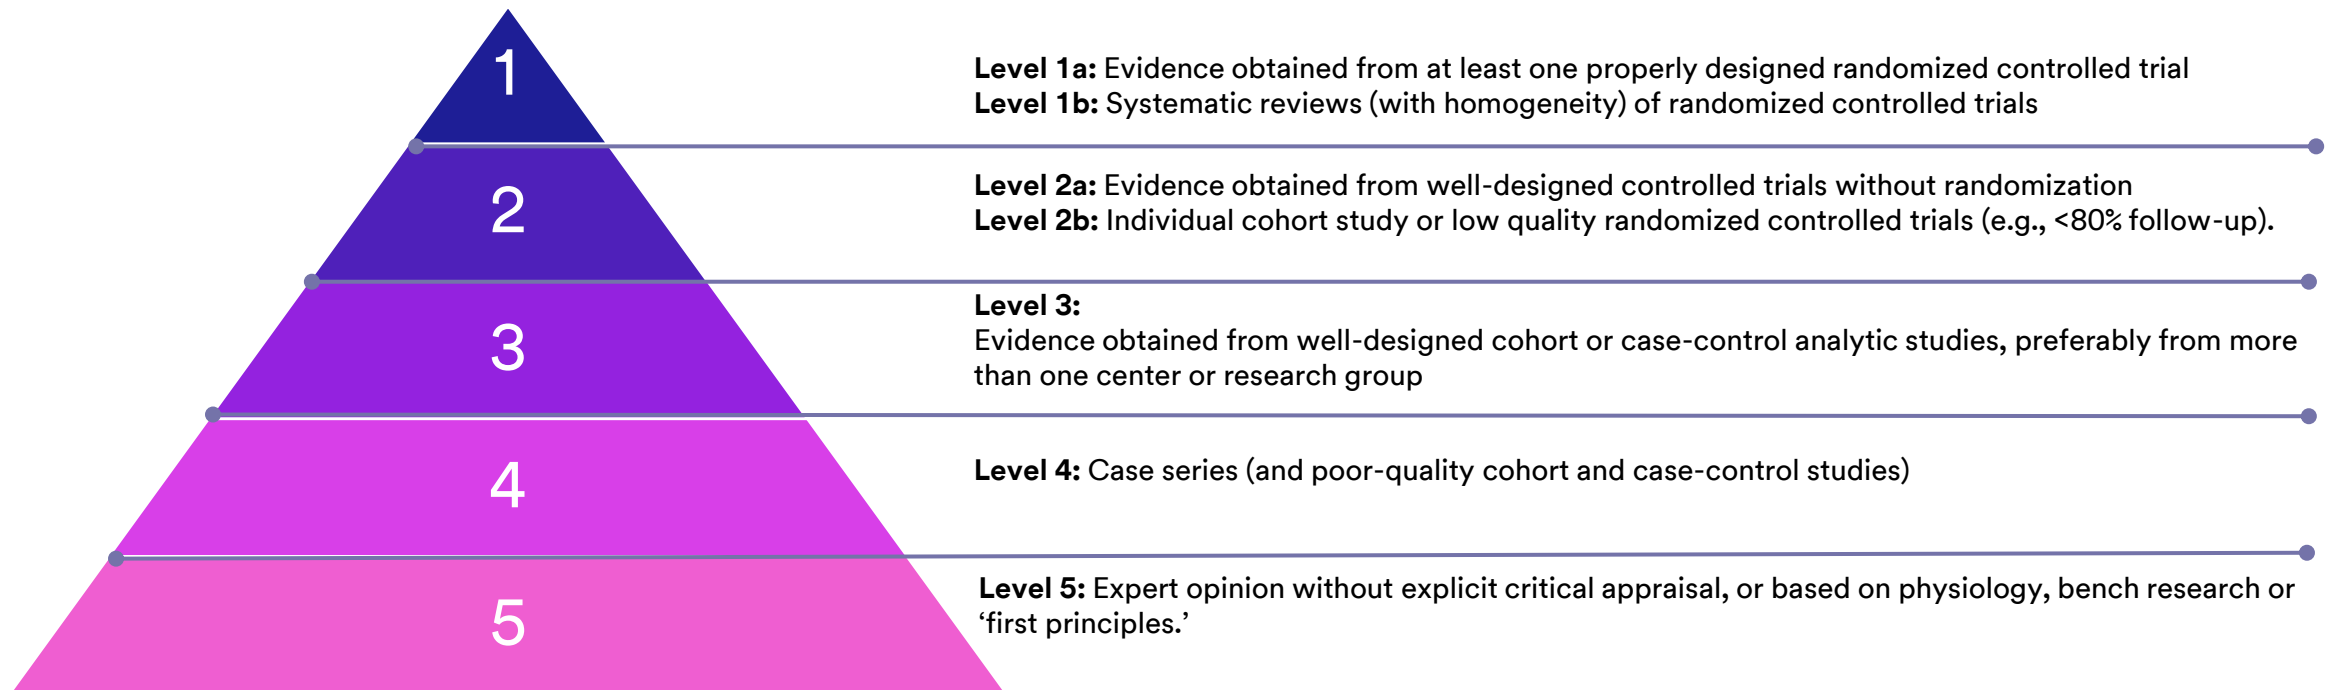 1
Level 1a: Evidence obtained from at least one properly designed randomized controlled trial
Level 1b: Systematic reviews (with homogeneity) of randomized controlled trials
2
Level 2a: Evidence obtained from well-designed controlled trials without randomization
Level 2b: Individual cohort study or low quality randomized controlled trials (e.g., <80% follow-up).
3
Level 3:
Evidence obtained from well-designed cohort or case-control analytic studies, preferably from more
than one center or research group
4
Level 4: Case series (and poor-quality cohort and case-control studies)
5
Level 5: Expert opinion without explicit critical appraisal, or based on physiology, bench research or
‘first principles.’